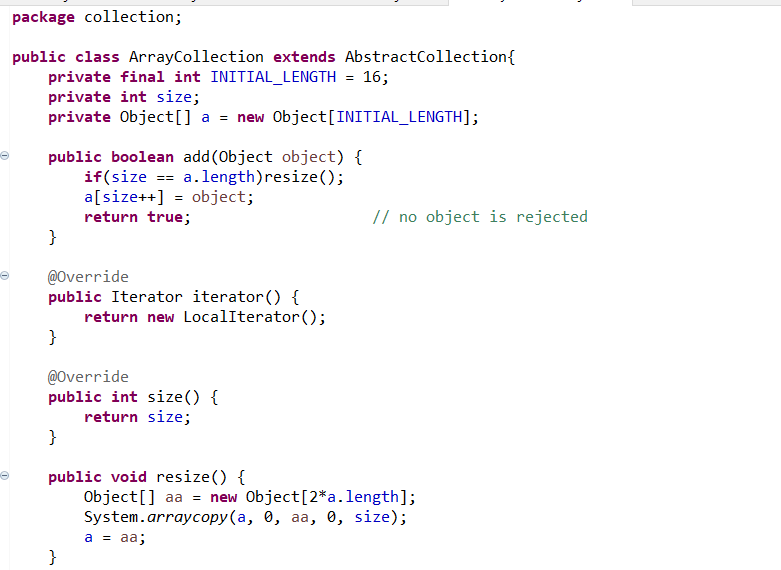 package collection;
public class ArrayCollection extends AbstractCollection{
private final int INITIAL_LENGTH = 16;
private int size;
private Object[] a = new Object[INITIAL_LENGTH];
public boolean add(Object object) {
if(size == a.length)resize();
a[size++] = object;
return true; // no object is rejected
}
@Override
public Iterator iterator() {
return new LocalIterator();
}
@Override
public int size() {
return size;
}
public void resize() {
Object[] aa = new Object[2*a.length];
System.arraycopy(a, 0, aa, 0, size);
a = aa;
}